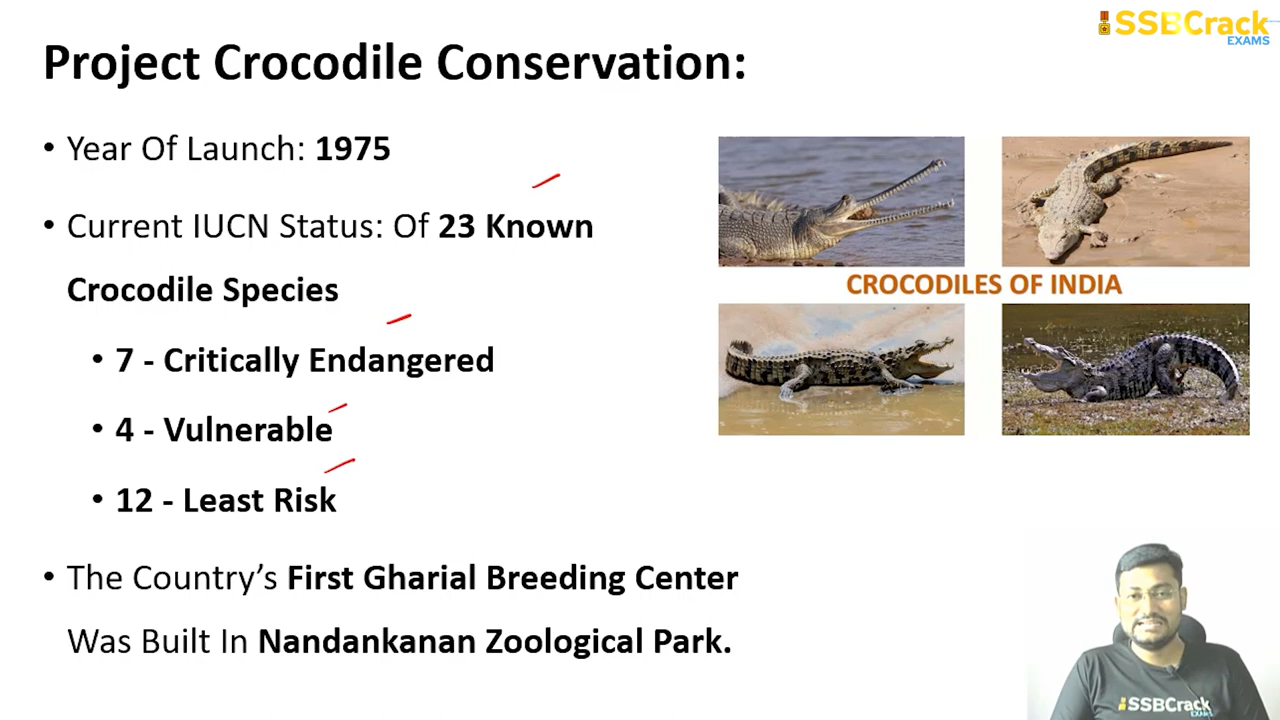 SSBCrack
EXAMS
Project Crocodile Conservation:
• Year Of Launch: 1975
• Current IUCN Status: Of 23 Known
Crocodile Species
• 7 - Critically Endangered
• 4 - Vulnerable
• 12 - Least Risk
• The Country’s First Gharial Breeding Center
Was Built In Nandankanan Zoological Park.
CROCODILES OF INDIA
SSBCrack
EXAMS